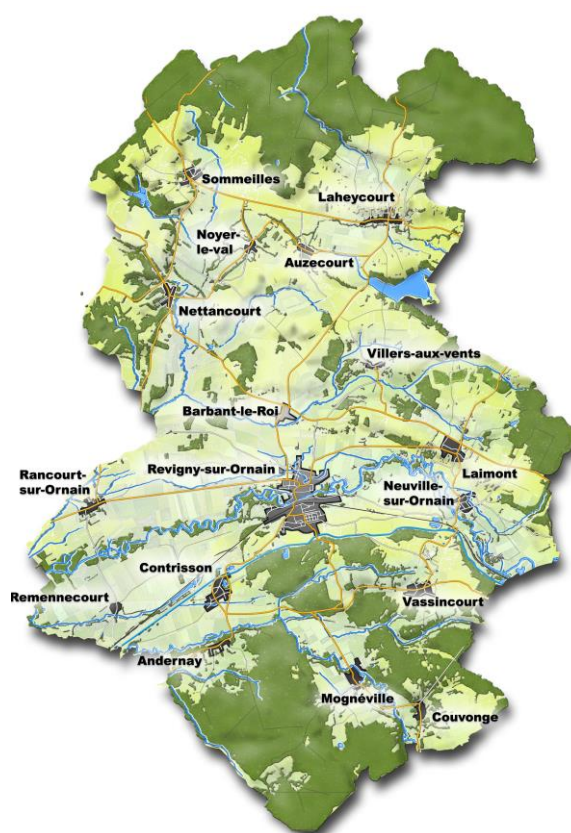 Sommeilles
Laheycourt
Noyer-
le-val
Auzecourt
Nettancourt
Villers-aux-vents
Barbant-le-Roi
Revigny-sur-Ornain
Laimont
Rancourt-
sur-Ornain
Neuville-
sur-Ornain
Contrisson
Remennecourt
Vassincourt
Andernay
Mognéville
Couvonge